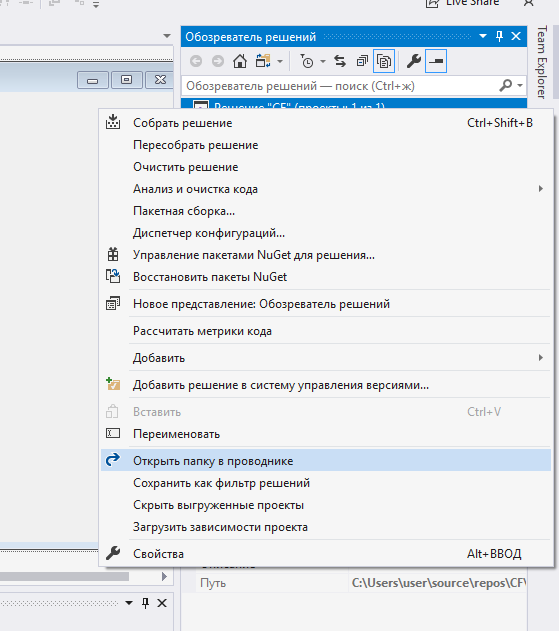 Live Share
Обозреватель решений
Team Explorer
Обозреватель решений — поиск (Ctrl+ж)
Решение "CF" (проекты: 1 из 1)
Собрать решение Ctrl+Shift+B
Пересобрать решение
Очистить решение
Анализ и очистка кода
Пакетная сборка...
Диспетчер конфигураций...
Управление пакетами NuGet для решения...
Восстановить пакеты NuGet
Новое представление: Обозреватель решений
Рассчитать метрики кода
Добавить
Добавить решение в систему управления версиями...
Вставить Ctrl+V
Переименовать
Открыть папку в проводнике
Сохранить как фильтр решений
Скрыть выгруженные проекты
Загрузить зависимости проекта
Свойства Alt+ВВОД
Описание
Путь C:\Users\user\source\repos\CF\